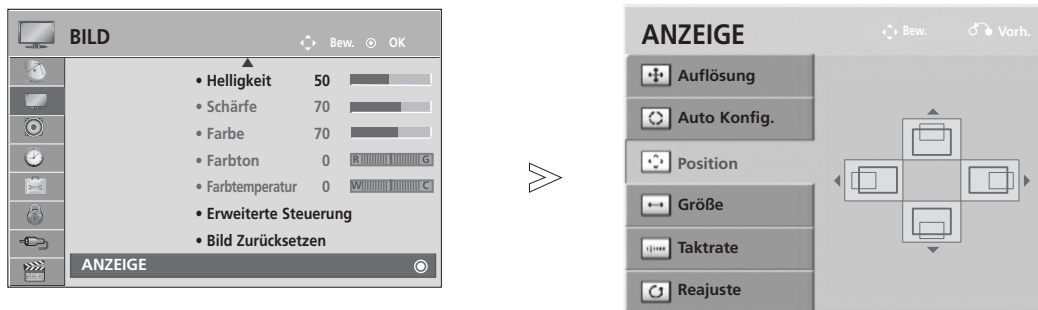 BILD
Bew. OK
• Helligkeit 50
• Schärfe 70
• Farbe 70
• Farbton 0 R G
• Farbtemperatur 0 W C
• Erweiterte Steuerung
• Bild Zurücksetzen
ANZEIGE
ANZEIGE
Bew. Vorh.
Auflösung
Auto Konfig.
Position
Größe
Taktrate
Reajuste